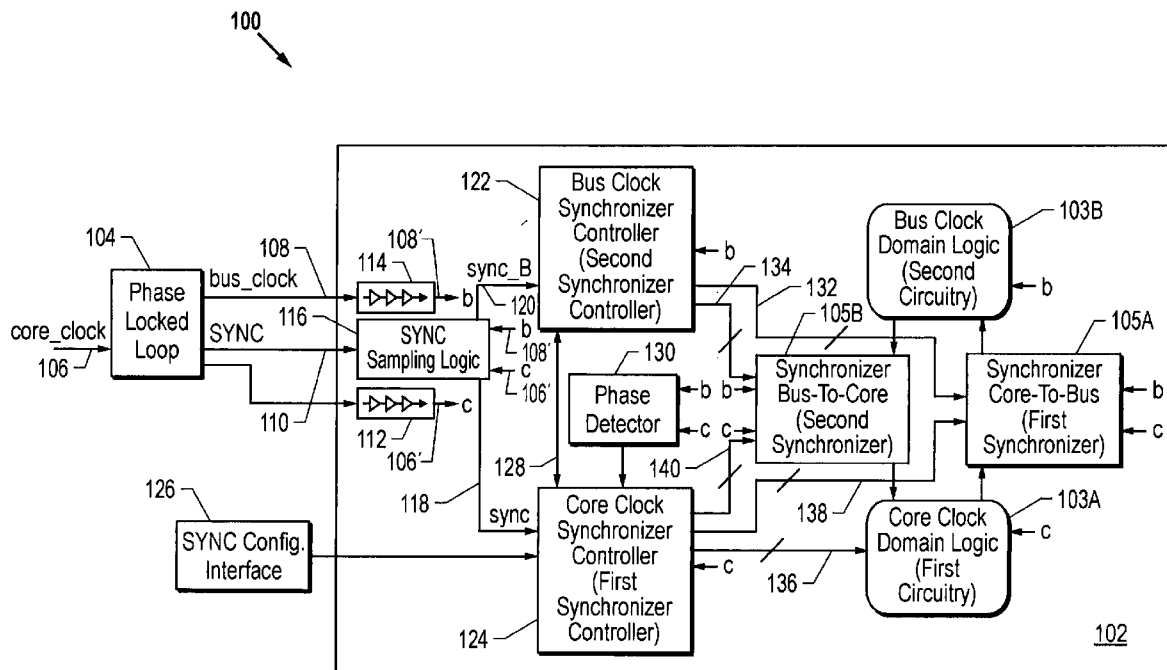 100
104
Phase
Locked
Loop
core_clock
106
108
bus_clock
SYNC
110
114
108'
b
116
SYNC
Sampling Logic
b
108'
c
106'
112
106'
c
118
sync_B
120
sync
122
Bus Clock
Synchronizer
Controller
(Second
Synchronizer
Controller)
b
134
132
128
130
Phase
Detector
b
c
105B
b
c
Synchronizer
Bus-To-Core
(Second
Synchronizer)
140
103B
Bus Clock
Domain Logic
(Second
Circuitry)
b
105A
Synchronizer
Core-To-Bus
(First
Synchronizer)
b
c
126
SYNC Config.
Interface
124
Core Clock
Synchronizer
Controller
(First
Synchronizer
Controller)
c
138
136
103A
Core Clock
Domain Logic
(First
Circuitry)
c
102